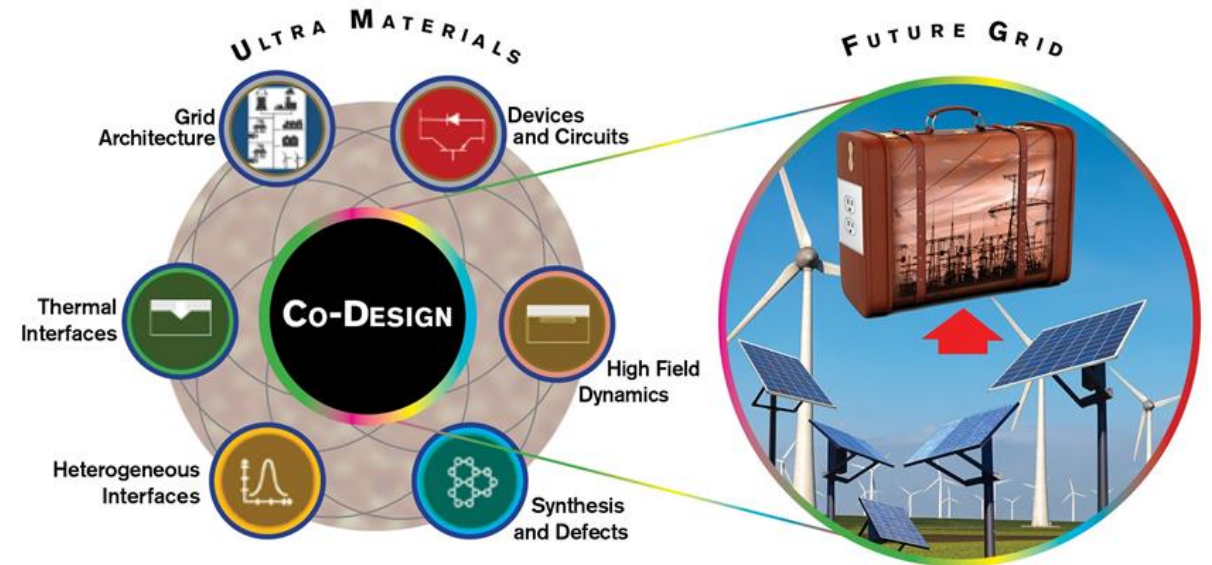 Ultra Materials
Future Grid
Grid
Architecture
Devices
and Circuits
Thermal
Interfaces
Co-Design
High Field
Dynamics
Heterogeneous
Interfaces
Synthesis
and Defects